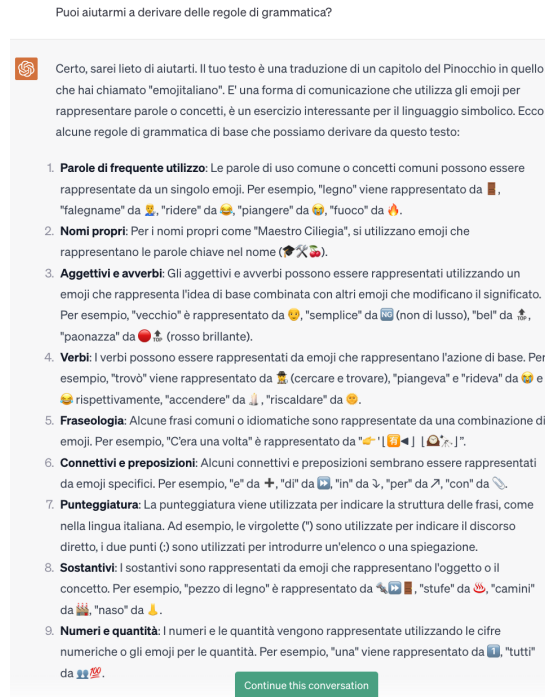 Puoi aiutarmi a derivare delle regole di grammatica?
Certo, sarei lieto di aiutarti. Il tuo testo è una traduzione di un capitolo del Pinocchio in quello
che hai chiamato "emojitaliano". E' una forma di comunicazione che utilizza gli emoji per
rappresentare parole o concetti, è un esercizio interessante per il linguaggio simbolico. Ecco
alcune regole di grammatica di base che possiamo derivare da questo testo:
1. Parole di frequente utilizzo: Le parole di uso comune o concetti comuni possono essere
rappresentate da un singolo emoji. Per esempio, "legno" viene rappresentato da 🚪,
"falegname" da 👨‍🔧, "ridere" da 😂, "piangere" da 😭, "fuoco" da 🔥.
2. Nomi propri: Per i nomi propri come "Maestro Ciliegia", si utilizzano emoji che
rappresentano le parole chiave nel nome (🎓🛠🍒).
3. Aggettivi e avverbi: Gli aggettivi e avverbi possono essere rappresentati utilizzando un
emoji che rappresenta l'idea di base combinata con altri emoji che modificano il significato.
Per esempio, "vecchio" è rappresentato da 👴, "semplice" da 🆖 (non di lusso), "bel" da 🔝,
"paonazza" da 🔴🔝 (rosso brillante).
4. Verbi: I verbi possono essere rappresentati da emoji che rappresentano l'azione di base. Per
esempio, "trovò" viene rappresentato da 🕵 (cercare e trovare), "piangeva" e "rideva" da 😭 e
😂 rispettivamente, "accendere" da 🕯, "riscaldare" da 🌞.
5. Fraseologia: Alcune frasi comuni o idiomatiche sono rappresentate da una combinazione di
emoji. Per esempio, "C'era una volta" è rappresentato da "👉'⌊🈶◀⌋ ⌊🕰⌋".
6. Connettivi e preposizioni: Alcuni connettivi e preposizioni sembrano essere rappresentati
da emoji specifici. Per esempio, "e" da ➕, "di" da ⏩, "in" da ⤵, "per" da ↗, "con" da 📎.
7. Punteggiatura: La punteggiatura viene utilizzata per indicare la struttura delle frasi, come
nella lingua italiana. Ad esempio, le virgolette (") sono utilizzate per indicare il discorso
diretto, i due punti (:) sono utilizzati per introdurre un'elenco o una spiegazione.
8. Sostantivi: I sostantivi sono rappresentati da emoji che rappresentano l'oggetto o il
concetto. Per esempio, "pezzo di legno" è rappresentato da 🔩⏩🚪, "stufe" da ♨, "camini"
da 🏭, "naso" da 👃.
9. Numeri e quantità: I numeri e le quantità vengono rappresentate utilizzando le cifre
numeriche o gli emoji per le quantità. Per esempio, "una" viene rappresentato da 1️⃣, "tutti"
da 👥💯.
Continue this conversation